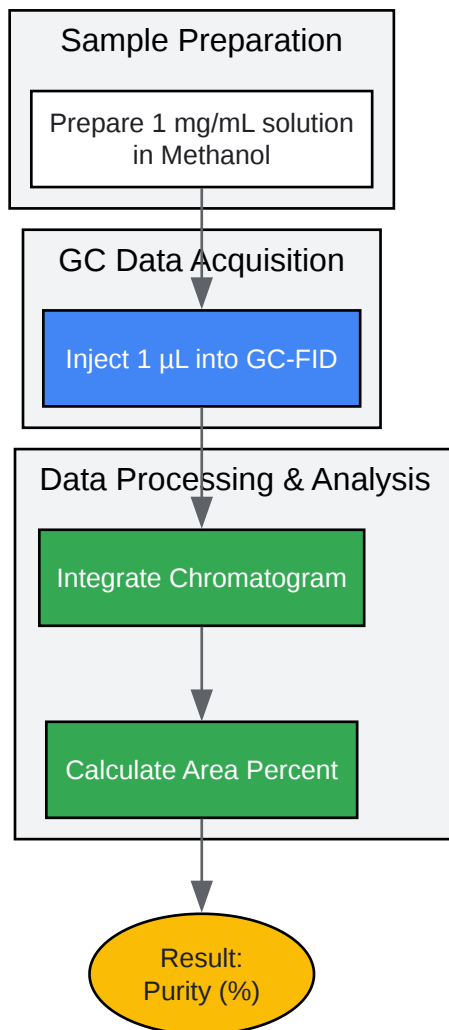 Sample Preparation
Prepare 1 mg/mL solution
in Methanol
GC Data Acquisition
Inject 1 µL into GC-FID
Data Processing & Analysis
Integrate Chromatogram
Calculate Area Percent
Result:
Purity (%)